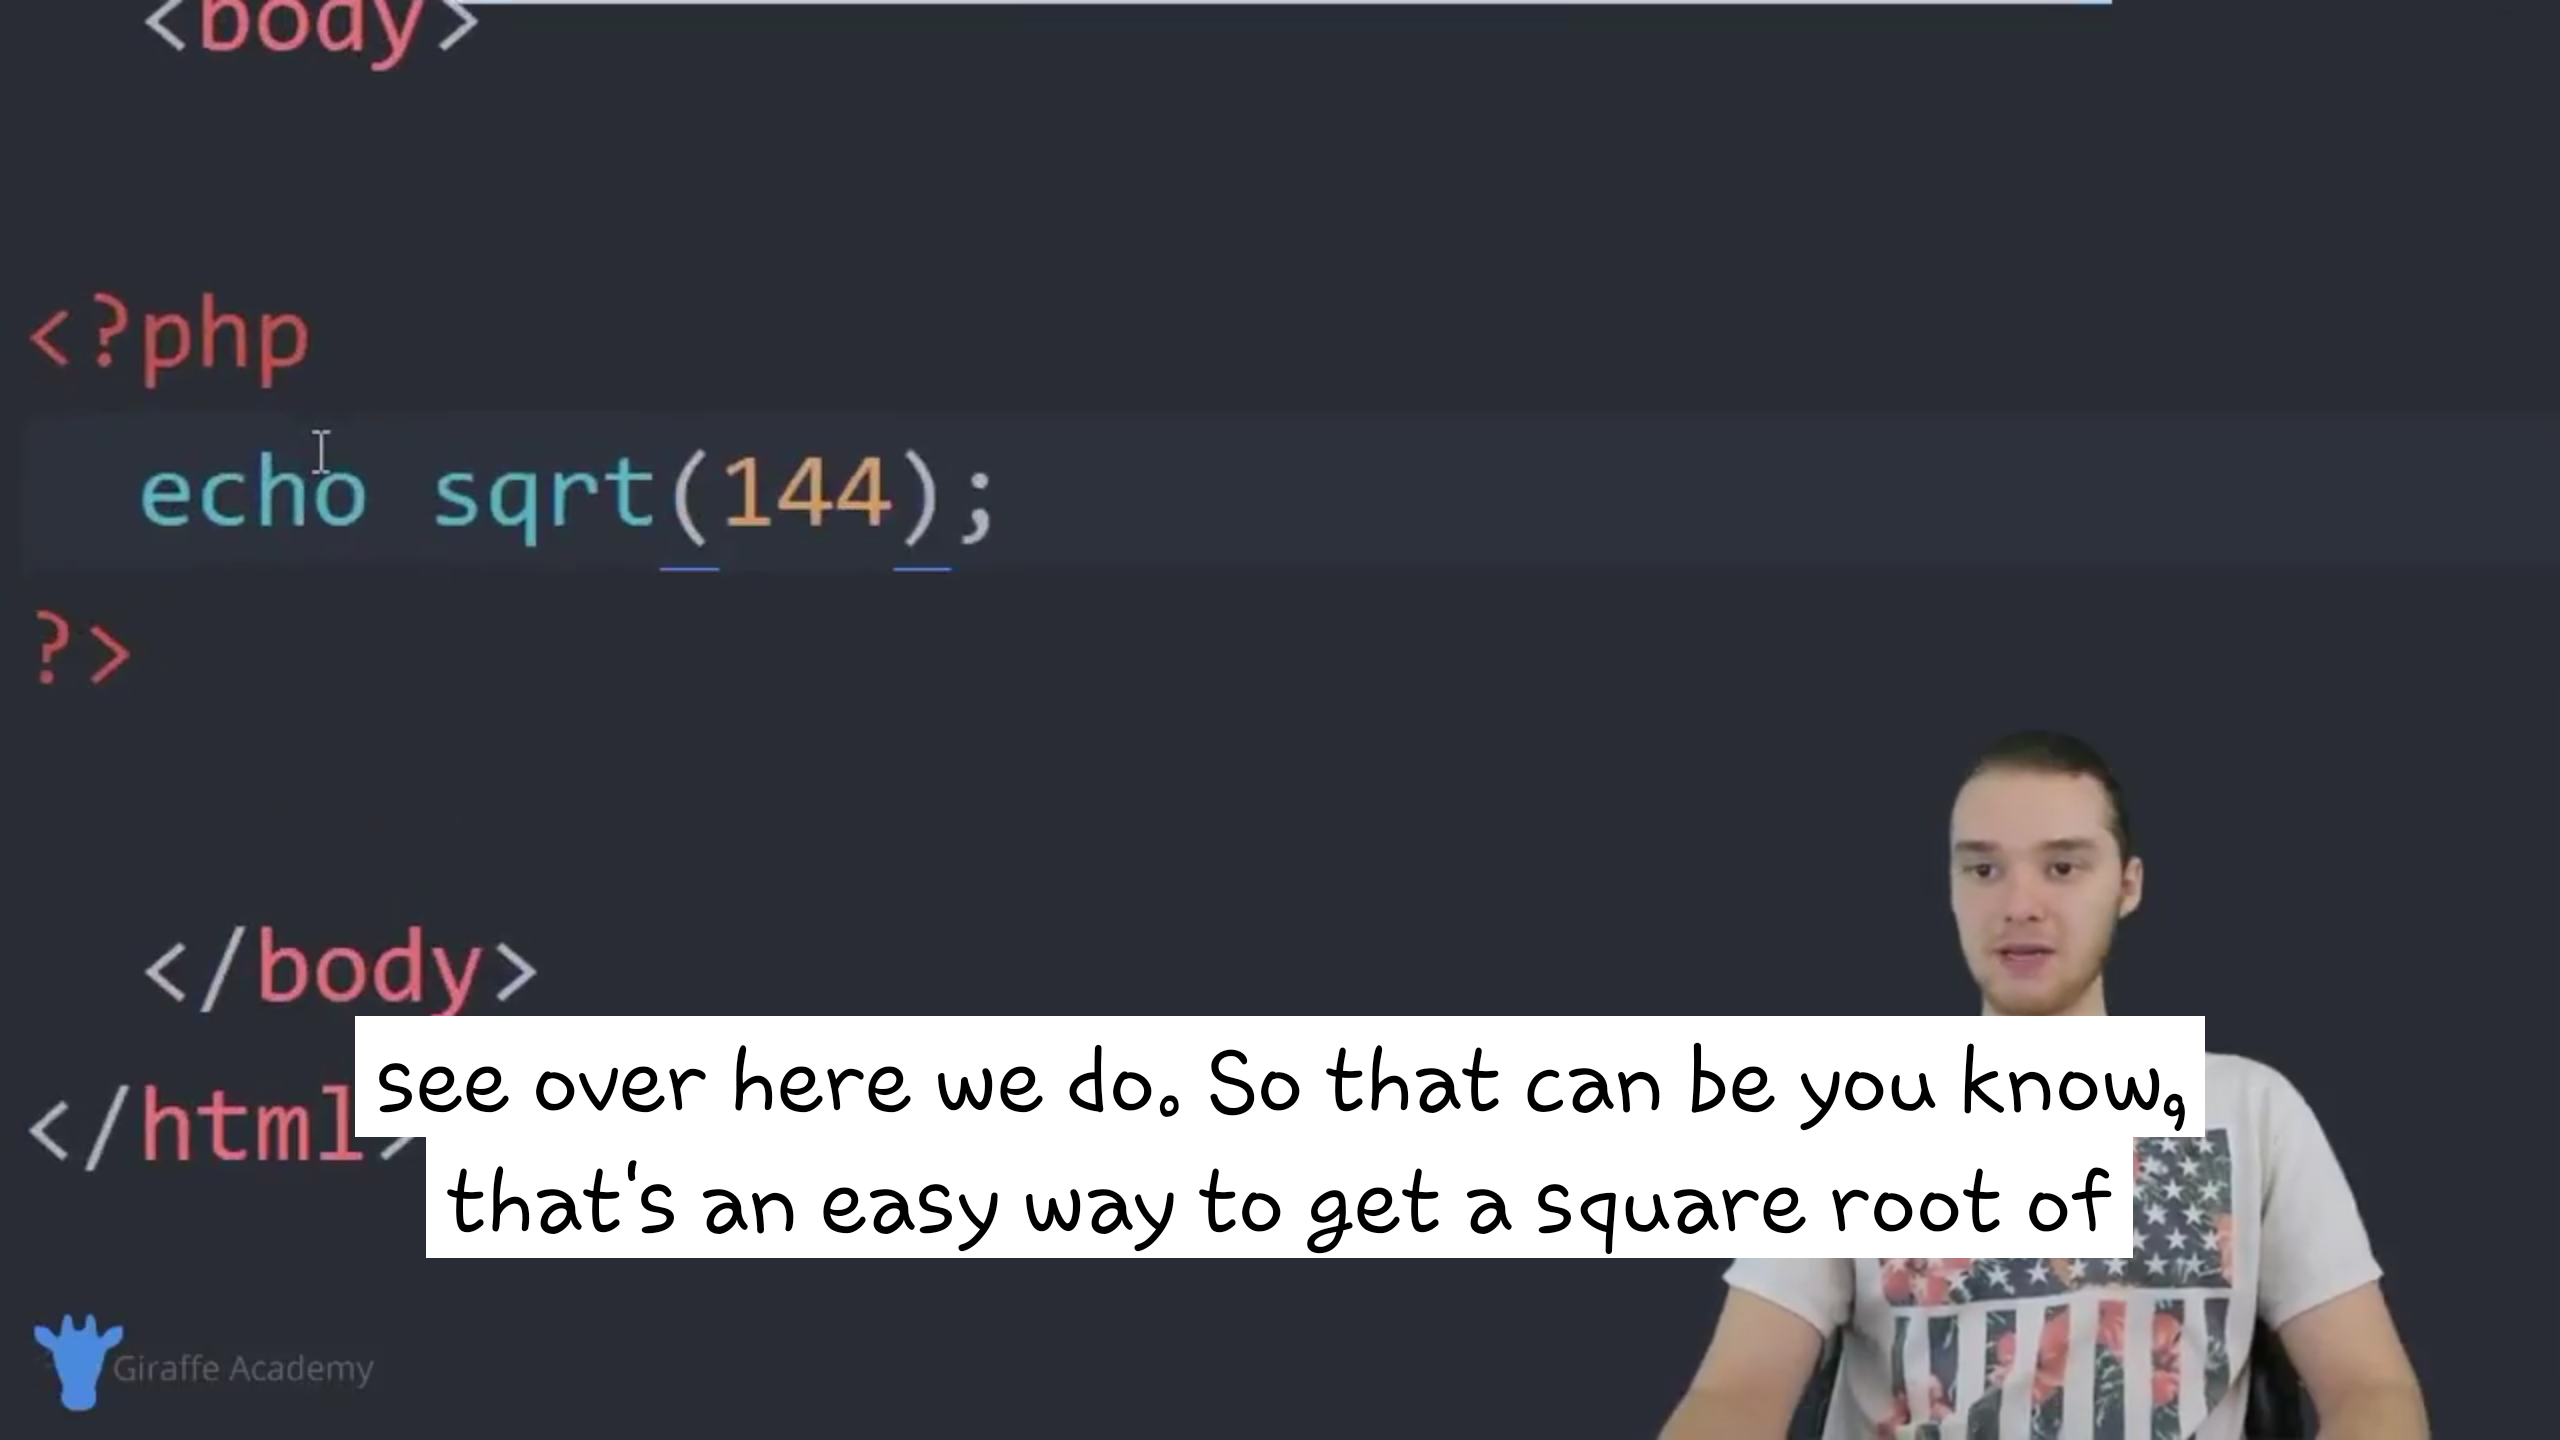 <body>
<?php
echo sqrt(144);
?>
</body>
</html>
see over here we do. So that can be you know,
that's an easy way to get a square root of
Giraffe Academy